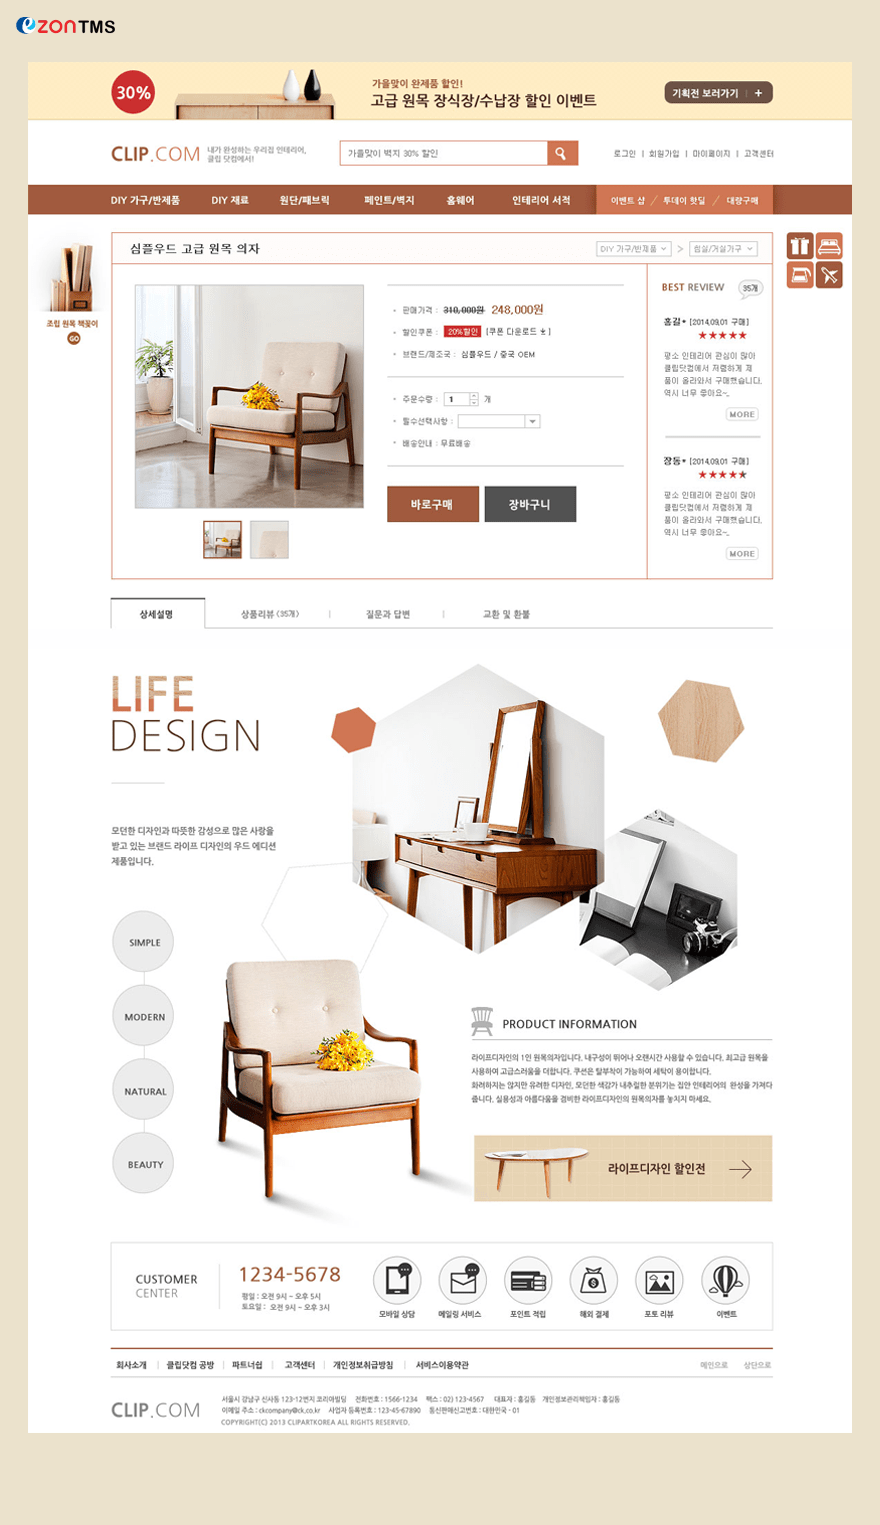 eZON TMS
30%
가을맞이 완제품 할인!
고급 원목 장식장/수납장 할인 이벤트
기획전 보러가기 | +
CLIP.COM
내가 완성하는 우리집 인테리어,
클립 닷컴에서!
가을맞이 벽지 30% 할인
로그인 | 회원가입 | 마이페이지 | 고객센터
DIY 가구/반제품 DIY 재료 원단/패브릭 페인트/벽지 홈웨어 인테리어 서적 이벤트 샵 / 투데이 핫딜 / 대량구매
조립 원목 책꽂이
GO
심플우드 고급 원목 의자
DIY 가구/반제품 > 침실/거실가구
판매가격 : 310,000원 248,000원
할인쿠폰 : 20%할인 [쿠폰 다운로드]
브랜드/제조국 : 심플우드 / 중국 OEM
주문수량 : 1 개
필수선택사항 :
배송안내 : 무료배송
바로구매 장바구니
BEST REVIEW 35개
홍길* [2014.09.01 구매]
★★★★★
평소 인테리어 관심이 많아
클립닷컴에서 저렴하게 제
품이 올라와서 구매했습니다.
역시 너무 좋아요~.
MORE
장동* [2014.09.01 구매]
★★★★★
평소 인테리어 관심이 많아
클립닷컴에서 저렴하게 제
품이 올라와서 구매했습니다.
역시 너무 좋아요~.
MORE
상세설명 상품리뷰 (35개) | 질문과 답변 | 교환 및 환불
LIFE
DESIGN
모던한 디자인과 따뜻한 감성으로 많은 사랑을
받고 있는 브랜드 라이프 디자인의 우드 에디션
제품입니다.
SIMPLE
MODERN
NATURAL
BEAUTY
PRODUCT INFORMATION
라이프디자인의 1인 원목의자입니다. 내구성이 뛰어나 오랜시간 사용할 수 있습니다. 최고급 원목을
사용하여 고급스러움을 더합니다. 쿠션은 탈부착이 가능하여 세탁이 용이합니다.
화려하지는 않지만 유려한 디자인, 모던한 색감이 내추럴한 분위기는 집안 인테리어의 완성을 가져다
줍니다. 실용성과 아름다움을 겸비한 라이프디자인의 원목의자를 놓치지 마세요.
라이프디자인 할인전
CUSTOMER
CENTER
1234-5678
평일 : 오전 9시 ~ 오후 5시
토요일 : 오전 9시 ~ 오후 3시
모바일 상담 메일링 서비스 포인트 적립 해외 결제 포토 리뷰 이벤트
회사소개 | 클립닷컴 공방 | 파트너쉽 | 고객센터 | 개인정보취급방침 | 서비스이용약관 메인으로 상단으로
CLIP.COM
서울시 강남구 신사동 123-12번지 코리아빌딩 전화번호 : 1566-1234 팩스 : 02) 123-4567 대표자 : 홍길동 개인정보관리책임자 : 홍길동
이메일 주소 : ckcompany@ck.co.kr 사업자 등록번호 : 123-45-67890 통신판매신고번호 : 대한민국 - 01
COPYRIGHT(C) 2013 CLIPARTKOREA ALL RIGHTS RESERVED.